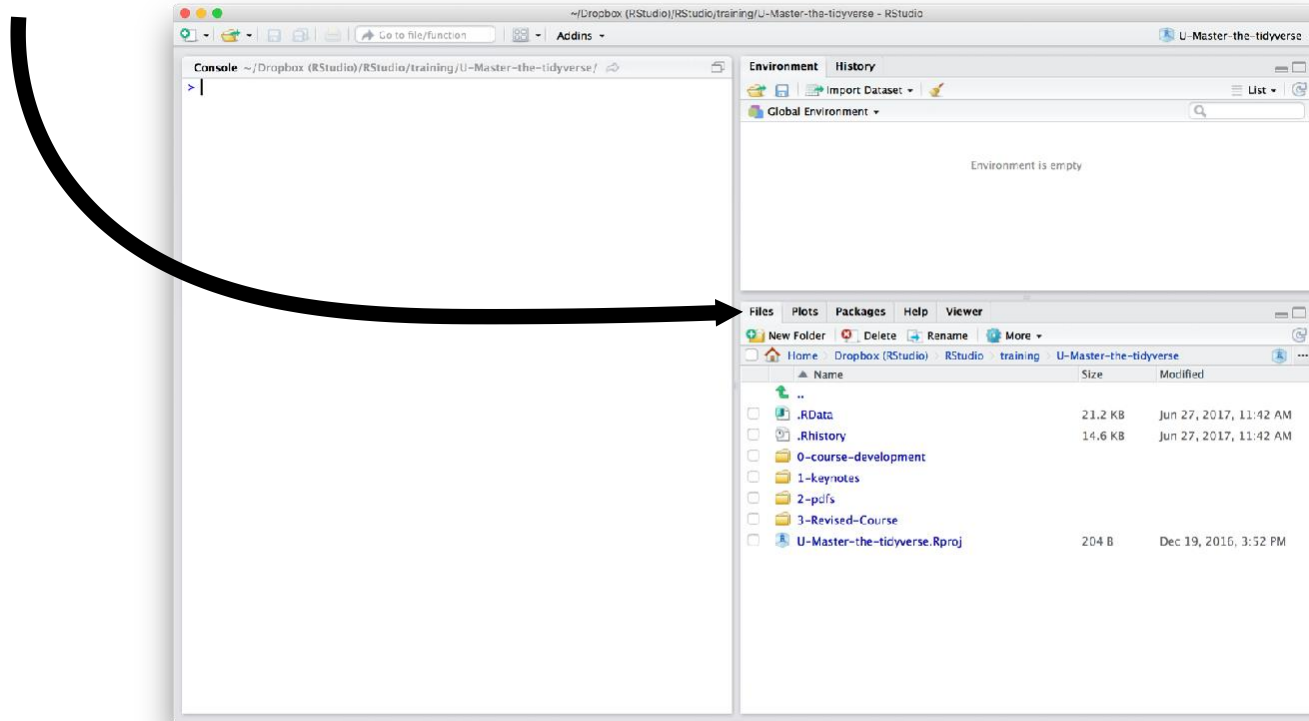 ~/Dropbox (RStudio)/RStudio/training/U-Master-the-tidyverse - RStudio
Go to file/function Addins U-Master-the-tidyverse
Console ~/Dropbox (RStudio)/RStudio/training/U-Master-the-tidyverse/
>
Environment History
Import Dataset List
Global Environment
Environment is empty
Files Plots Packages Help Viewer
New Folder Delete Rename More
Home Dropbox (RStudio) RStudio training U-Master-the-tidyverse ...
Name Size Modified
..
.RData 21.2 KB Jun 27, 2017, 11:42 AM
.Rhistory 14.6 KB Jun 27, 2017, 11:42 AM
0-course-development
1-keynotes
2-pdfs
3-Revised-Course
U-Master-the-tidyverse.Rproj 204 B Dec 19, 2016, 3:52 PM